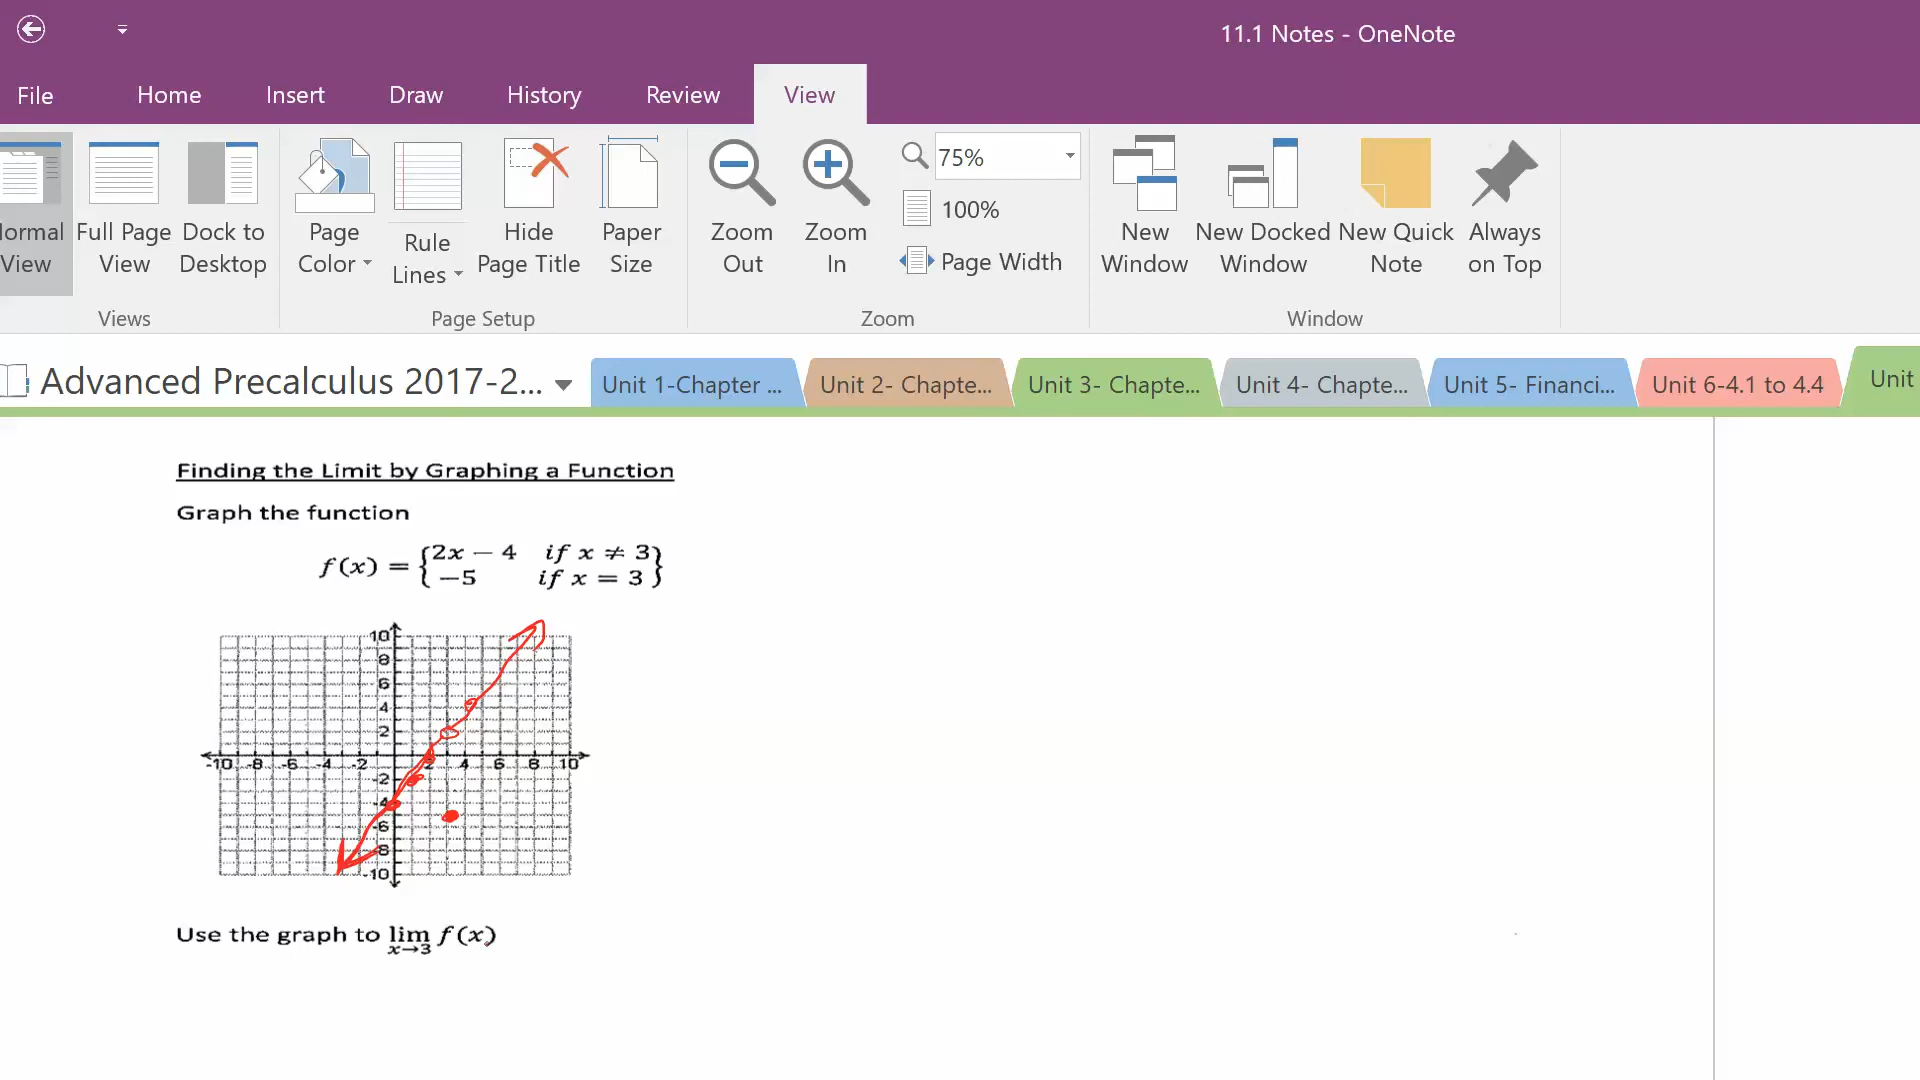 11.1 Notes - OneNote
File Home Insert Draw History Review View
75%
100%
Page Width
ormal View
Full Page View
Dock to Desktop
Page Color
Rule Lines
Hide Page Title
Paper Size
Zoom Out
Zoom In
New Window
New Docked Window
New Quick Note
Always on Top
Views Page Setup Zoom Window
Advanced Precalculus 2017-2... Unit 1-Chapter ... Unit 2- Chapte... Unit 3- Chapte... Unit 4- Chapte... Unit 5- Financi... Unit 6-4.1 to 4.4 Unit
Finding the Limit by Graphing a Function
Graph the function
f(x) = {2x − 4 if x ≠ 3
−5 if x = 3}
10
8
6
4
2
-10 -8 -6 -4 -2 2 4 6 8 10
-2
-4
-6
-8
-10
Use the graph to lim f(x)
x→3